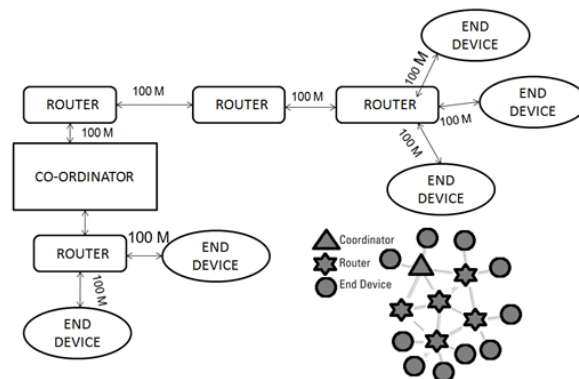 END
DEVICE
100 M
ROUTER
100 M
ROUTER
100 M
ROUTER
END
DEVICE
100 M
100 M
100 M
CO-ORDINATOR
END
DEVICE
ROUTER
100 M
END
DEVICE
100 M
END
DEVICE
Coordinator
Router
End Device